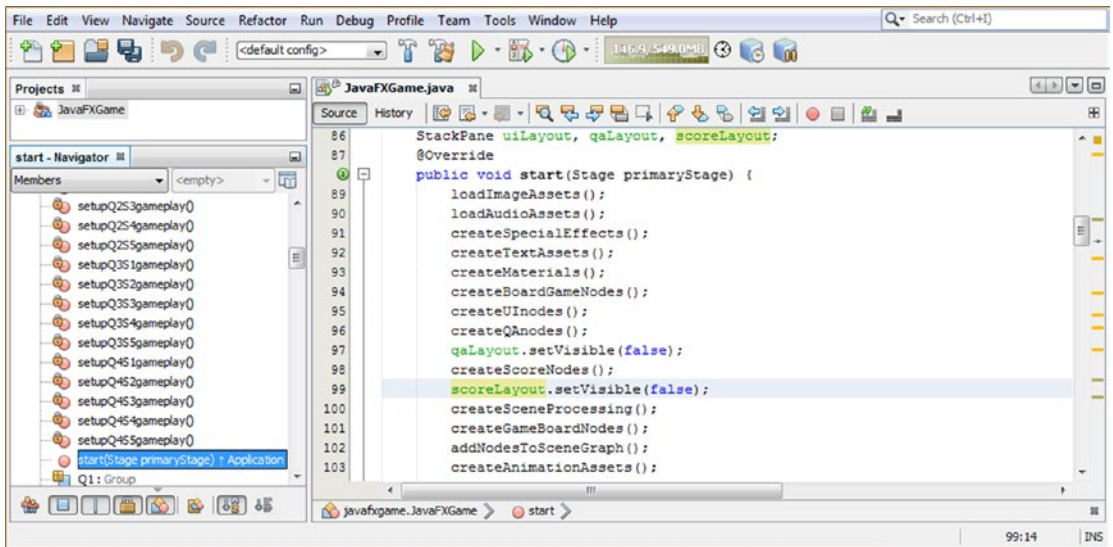 File Edit View Navigate Source Refactor Run Debug Profile Team Tools Window Help
Search (Ctrl+I)
<default config>
146.9/549.0MB
Projects
JavaFXGame
start - Navigator
Members
<empty>
setupQ2S3gameplay()
setupQ2S4gameplay()
setupQ2S5gameplay()
setupQ3S1gameplay()
setupQ3S2gameplay()
setupQ3S3gameplay()
setupQ3S4gameplay()
setupQ3S5gameplay()
setupQ4S1gameplay()
setupQ4S2gameplay()
setupQ4S3gameplay()
setupQ4S4gameplay()
setupQ4S5gameplay()
start(Stage primaryStage) ↑ Application
Q1 : Group
JavaFXGame.java
Source History
86 StackPane uiLayout, qaLayout, scoreLayout;
87 @Override
public void start(Stage primaryStage) {
89 loadImageAssets();
90 loadAudioAssets();
91 createSpecialEffects();
92 createTextAssets();
93 createMaterials();
94 createBoardGameNodes();
95 createUInodes();
96 createQAnodes();
97 qaLayout.setVisible(false);
98 createScoreNodes();
99 scoreLayout.setVisible(false);
100 createSceneProcessing();
101 createGameBoardNodes();
102 addNodesToSceneGraph();
103 createAnimationAssets();
javafxgame.JavaFXGame
start
99:14
INS